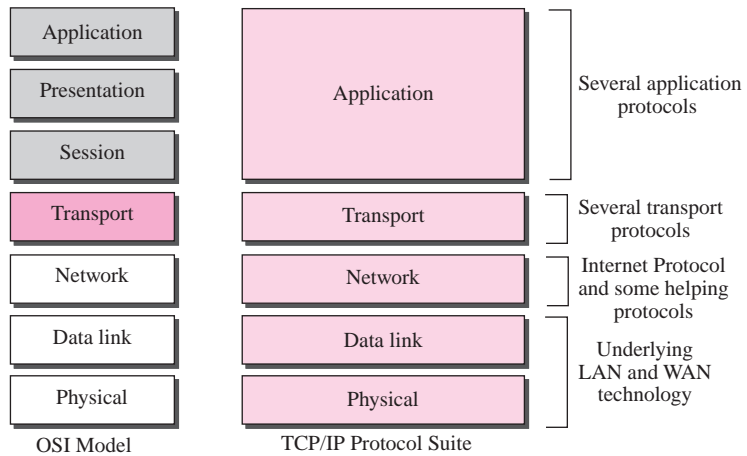 Application
Presentation
Session
Transport
Network
Data link
Physical
OSI Model
Application
Transport
Network
Data link
Physical
TCP/IP Protocol Suite
Several application
protocols
Several transport
protocols
Internet Protocol
and some helping
protocols
Underlying
LAN and WAN
technology